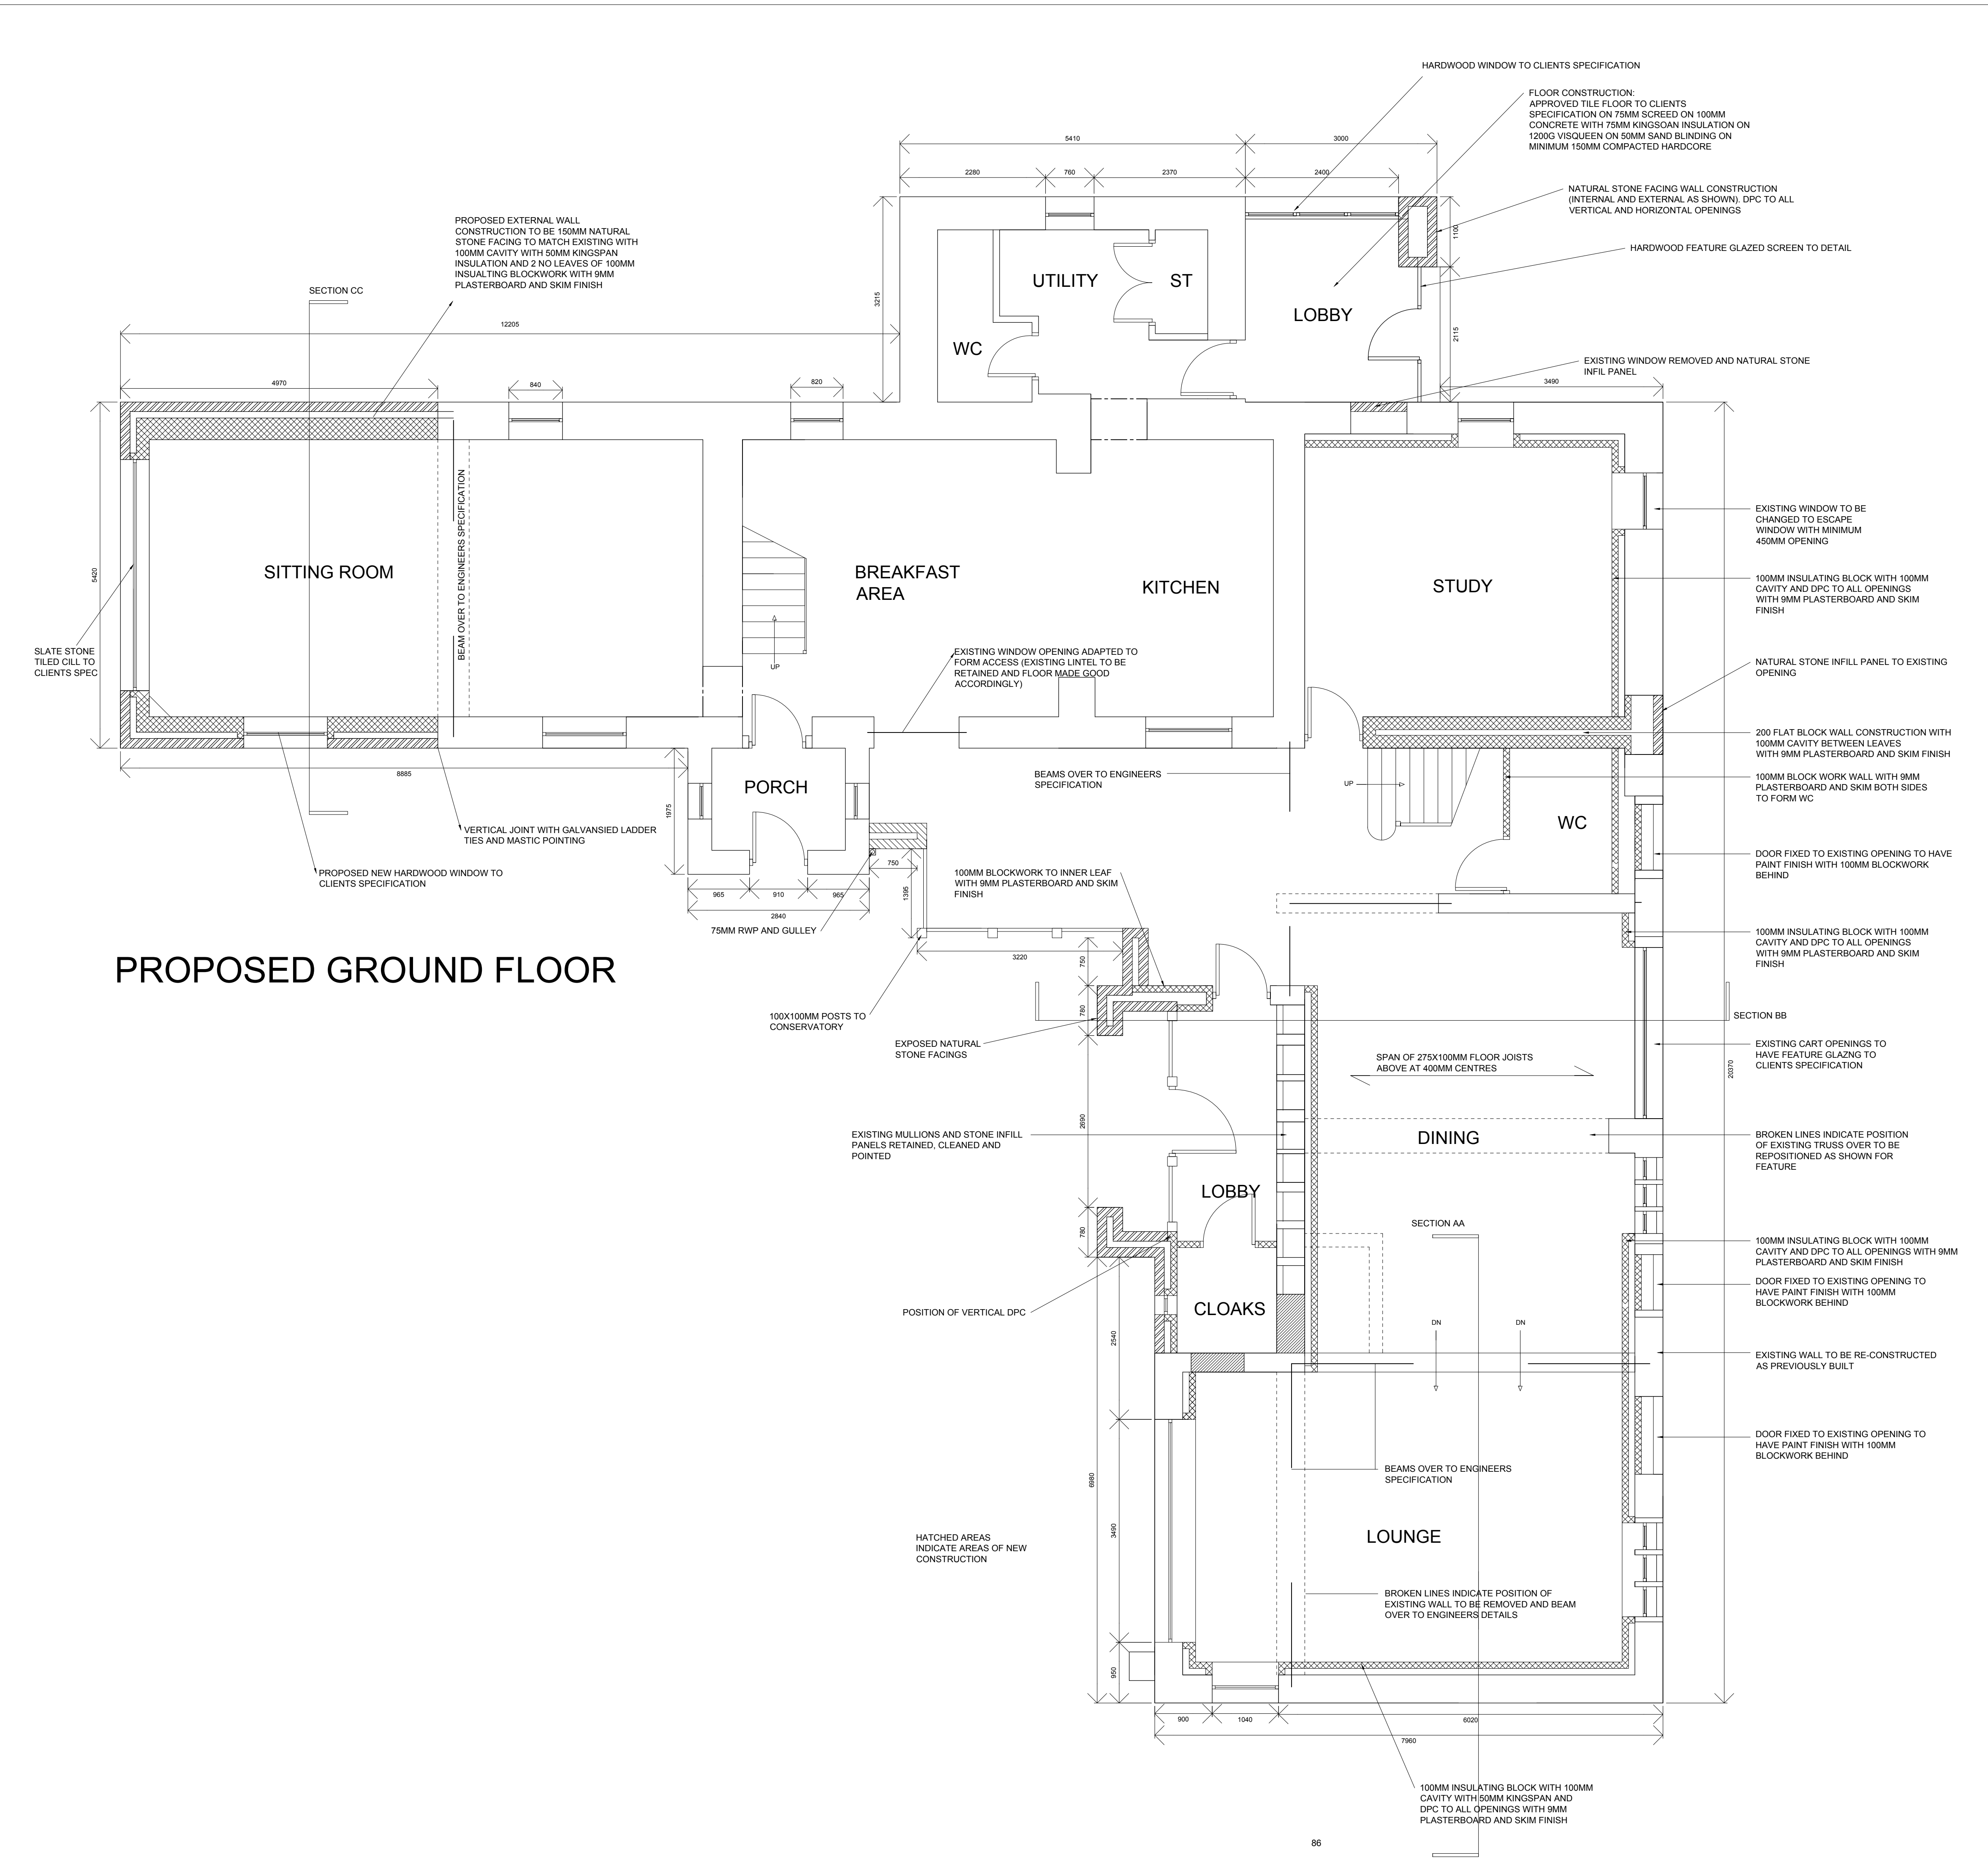 HARDWOOD WINDOW TO CLIENTS SPECIFICATION
FLOOR CONSTRUCTION:
APPROVED TILE FLOOR TO CLIENTS
SPECIFICATION ON 75MM SCREED ON 100MM
CONCRETE WITH 75MM KINGSOAN INSULATION ON
1200G VISQUEEN ON 50MM SAND BLINDING ON
MINIMUM 150MM COMPACTED HARDCORE
5410
3000
2280
760
2370
2400
NATURAL STONE FACING WALL CONSTRUCTION
(INTERNAL AND EXTERNAL AS SHOWN). DPC TO ALL
VERTICAL AND HORIZONTAL OPENINGS
1100
HARDWOOD FEATURE GLAZED SCREEN TO DETAIL
PROPOSED EXTERNAL WALL
CONSTRUCTION TO BE 150MM NATURAL
STONE FACING TO MATCH EXISTING WITH
100MM CAVITY WITH 50MM KINGSPAN
INSULATION AND 2 NO LEAVES OF 100MM
INSUALTING BLOCKWORK WITH 9MM
PLASTERBOARD AND SKIM FINISH
SECTION CC
12205
3215
UTILITY
ST
LOBBY
WC
2115
EXISTING WINDOW REMOVED AND NATURAL STONE
INFIL PANEL
3490
4970
840
820
5420
SITTING ROOM
BEAM OVER TO ENGINEERS SPECIFICATION
BREAKFAST
AREA
KITCHEN
STUDY
UP
EXISTING WINDOW TO BE
CHANGED TO ESCAPE
WINDOW WITH MINIMUM
450MM OPENING
100MM INSULATING BLOCK WITH 100MM
CAVITY AND DPC TO ALL OPENINGS
WITH 9MM PLASTERBOARD AND SKIM
FINISH
SLATE STONE
TILED CILL TO
CLIENTS SPEC
EXISTING WINDOW OPENING ADAPTED TO
FORM ACCESS (EXISTING LINTEL TO BE
RETAINED AND FLOOR MADE GOOD
ACCORDINGLY)
NATURAL STONE INFILL PANEL TO EXISTING
OPENING
200 FLAT BLOCK WALL CONSTRUCTION WITH
100MM CAVITY BETWEEN LEAVES
WITH 9MM PLASTERBOARD AND SKIM FINISH
8885
1975
PORCH
BEAMS OVER TO ENGINEERS
SPECIFICATION
UP
WC
100MM BLOCK WORK WALL WITH 9MM
PLASTERBOARD AND SKIM BOTH SIDES
TO FORM WC
VERTICAL JOINT WITH GALVANSIED LADDER
TIES AND MASTIC POINTING
PROPOSED NEW HARDWOOD WINDOW TO
CLIENTS SPECIFICATION
750
1395
965
910
965
2840
75MM RWP AND GULLEY
100MM BLOCKWORK TO INNER LEAF
WITH 9MM PLASTERBOARD AND SKIM
FINISH
DOOR FIXED TO EXISTING OPENING TO HAVE
PAINT FINISH WITH 100MM BLOCKWORK
BEHIND
100MM INSULATING BLOCK WITH 100MM
CAVITY AND DPC TO ALL OPENINGS
WITH 9MM PLASTERBOARD AND SKIM
FINISH
PROPOSED GROUND FLOOR
3220
750
780
100X100MM POSTS TO
CONSERVATORY
SECTION BB
EXPOSED NATURAL
STONE FACINGS
SPAN OF 275X100MM FLOOR JOISTS
ABOVE AT 400MM CENTRES
20370
EXISTING CART OPENINGS TO
HAVE FEATURE GLAZNG TO
CLIENTS SPECIFICATION
2690
EXISTING MULLIONS AND STONE INFILL
PANELS RETAINED, CLEANED AND
POINTED
DINING
BROKEN LINES INDICATE POSITION
OF EXISTING TRUSS OVER TO BE
REPOSITIONED AS SHOWN FOR
FEATURE
LOBBY
780
SECTION AA
100MM INSULATING BLOCK WITH 100MM
CAVITY AND DPC TO ALL OPENINGS WITH 9MM
PLASTERBOARD AND SKIM FINISH
DOOR FIXED TO EXISTING OPENING TO
HAVE PAINT FINISH WITH 100MM
BLOCKWORK BEHIND
POSITION OF VERTICAL DPC
CLOAKS
2540
DN
DN
EXISTING WALL TO BE RE-CONSTRUCTED
AS PREVIOUSLY BUILT
DOOR FIXED TO EXISTING OPENING TO
HAVE PAINT FINISH WITH 100MM
BLOCKWORK BEHIND
6980
3490
BEAMS OVER TO ENGINEERS
SPECIFICATION
HATCHED AREAS
INDICATE AREAS OF NEW
CONSTRUCTION
LOUNGE
BROKEN LINES INDICATE POSITION OF
EXISTING WALL TO BE REMOVED AND BEAM
OVER TO ENGINEERS DETAILS
950
900
1040
6020
7960
100MM INSULATING BLOCK WITH 100MM
CAVITY WITH 50MM KINGSPAN AND
DPC TO ALL OPENINGS WITH 9MM
PLASTERBOARD AND SKIM FINISH
86